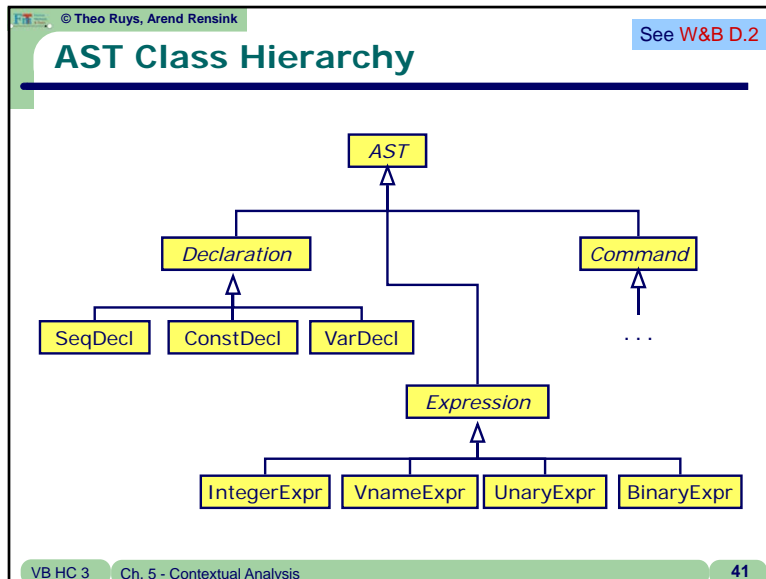 © Theo Ruys, Arend Rensink
See W&B D.2
AST Class Hierarchy
AST
Declaration
Command
SeqDecl ConstDecl VarDecl
. . .
Expression
IntegerExpr VnameExpr UnaryExpr BinaryExpr
VB HC 3 Ch. 5 - Contextual Analysis 41